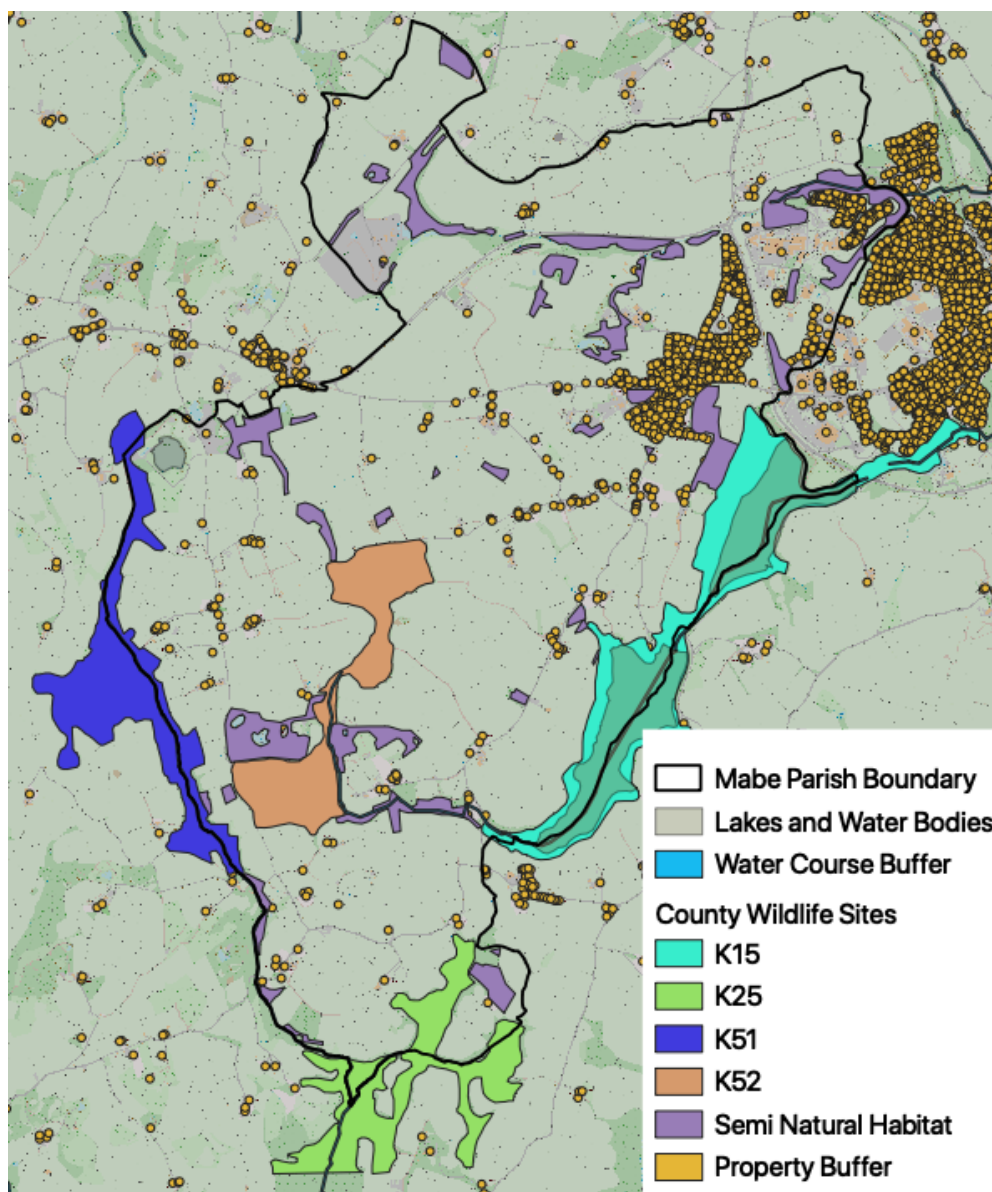 Mabe Parish Boundary
Lakes and Water Bodies
Water Course Buffer
County Wildlife Sites
K15
K25
K51
K52
Semi Natural Habitat
Property Buffer